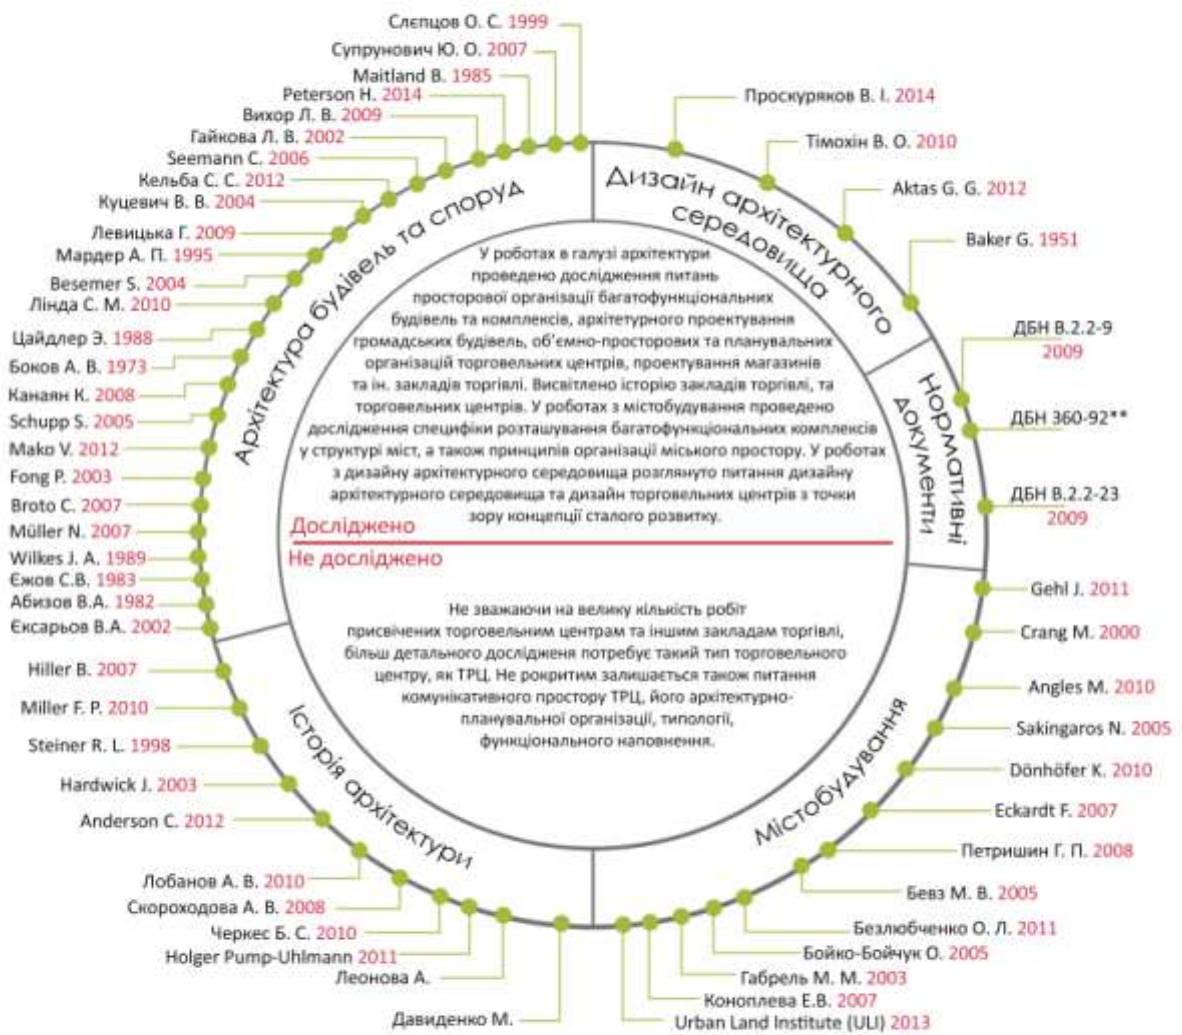 Слєпцов О. С. 1999
Супрунович Ю. О. 2007
Maitland B. 1985
Peterson H. 2014
Вихор Л. В. 2009
Гайкова Л. В. 2002
Seemann C. 2006
Кельба С. С. 2012
Куцевич В. В. 2004
Левицька Г. 2009
Мардер А. П. 1995
Besemer S. 2004
Лінда С. М. 2010
Цайдлер Э. 1988
Боков А. В. 1973
Канаян К. 2008
Schupp S. 2005
Mako V. 2012
Fong P. 2003
Broto C. 2007
Müller N. 2007
Wilkes J. A. 1989
Єжов С.В. 1983
Абизов В.А. 1982
Єксарьов В.А. 2002
Hiller B. 2007
Miller F. P. 2010
Steiner R. L. 1998
Hardwick J. 2003
Anderson C. 2012
Лобанов А. В. 2010
Скороходова А. В. 2008
Черкес Б. С. 2010
Holger Pump-Uhlmann 2011
Леонова А.
Давиденко М.
Проскуряков В. І. 2014
Тімохін В. О. 2010
Aktas G. G. 2012
Baker G. 1951
ДБН В.2.2-9
2009
ДБН 360-92**
ДБН В.2.2-23
2009
Gehl J. 2011
Crang M. 2000
Angles M. 2010
Sakingaros N. 2005
Dönhöfer K. 2010
Eckardt F. 2007
Петришин Г. П. 2008
Бевз М. В. 2005
Безлюбченко О. Л. 2011
Бойко-Бойчук О. 2005
Габрель М. М. 2003
Коноплева Е.В. 2007
Urban Land Institute (ULI) 2013
Архітектура будівель та споруд
Дизайн архітектурного
середовища
Нормативні
документи
Містобудування
Історія архітектури
У роботах в галузі архітектури
проведено дослідження питань
просторової організації багатофункціональних
будівель та комплексів, архітетурного проектування
громадських будівель, об’ємно-просторових та планувальних
організацій торговельних центрів, проектування магазинів
та ін. закладів торгівлі. Висвітлено історію закладів торгівлі, та
торговельних центрів. У роботах з містобудування проведено
дослідження специфіки розташування багатофункціональних комплексів
у структурі міст, а також принципів організації міського простору. У роботах
з дизайну архітектурного середовища розглянуто питання дизайну
архітектурного середовища та дизайн торговельних центрів з точки
зору концепції сталого розвитку.
Досліджено
Не досліджено
Не зважаючи на велику кількість робіт
присвічених торговельним центрам та іншим закладам торгівлі,
більш детального дослідженя потребує такий тип торговельного
центру, як ТРЦ. Не рокритим залишається також питання
комунікативного простору ТРЦ, його архітектурно-
планувальної організації, типології,
функціонального наповнення.